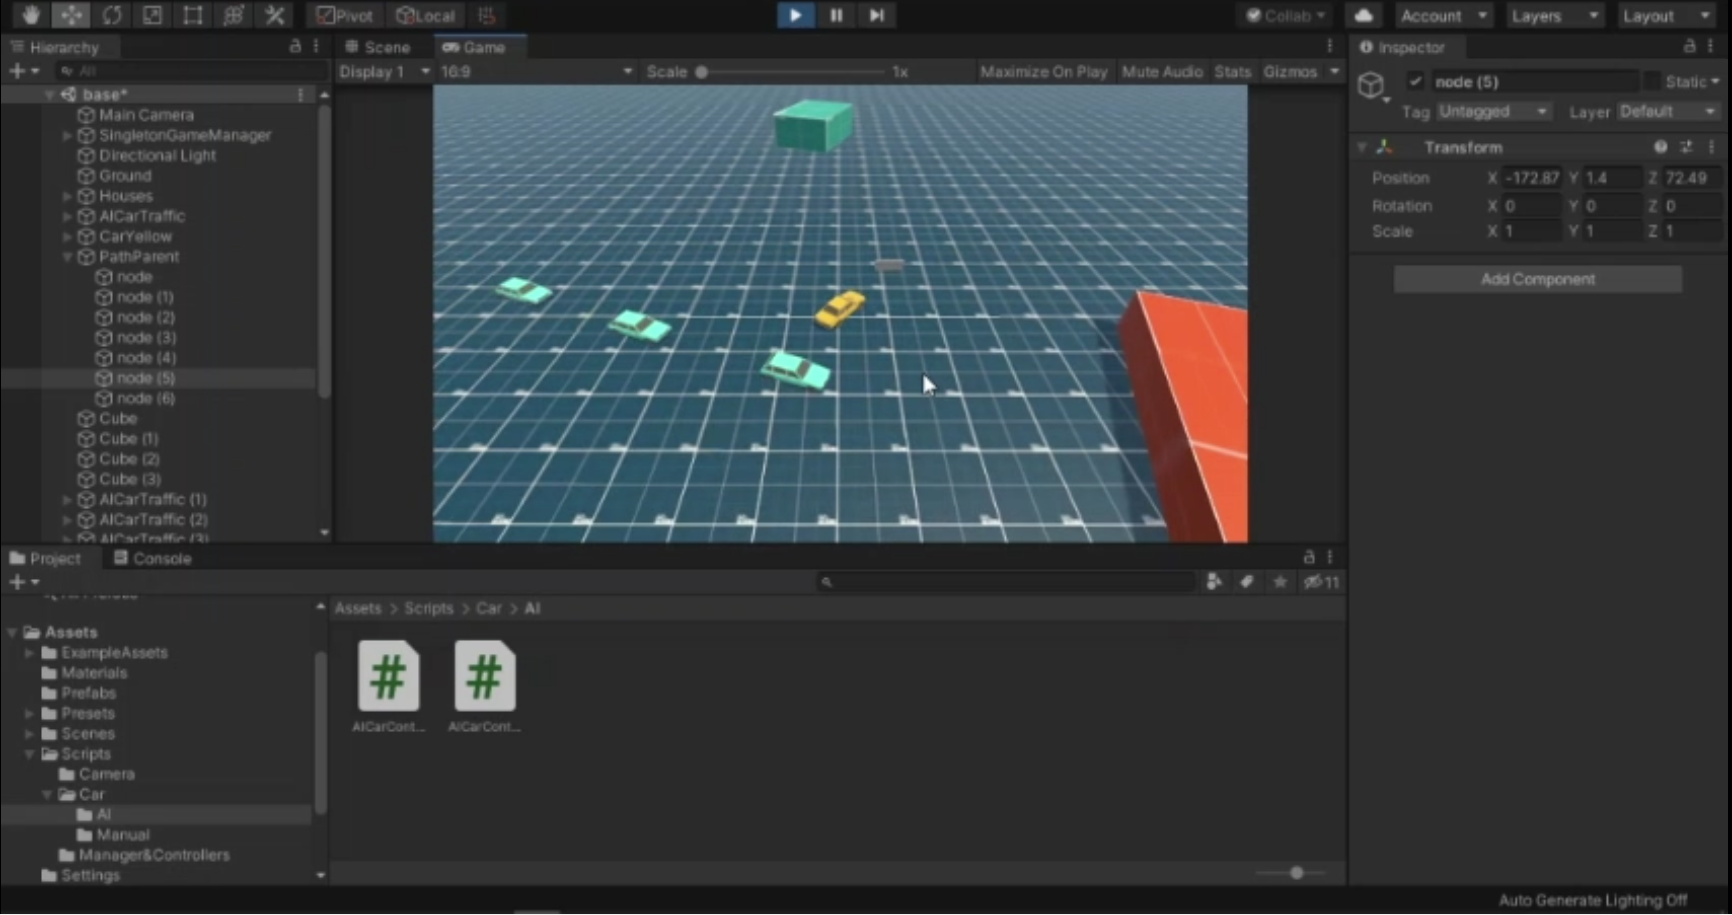 Pivot Local Collab Account Layers Layout
Hierarchy
All
base*
Main Camera
SingletonGameManager
Directional Light
Ground
Houses
AICarTraffic
CarYellow
PathParent
node
node (1)
node (2)
node (3)
node (4)
node (5)
node (6)
Cube
Cube (1)
Cube (2)
Cube (3)
AICarTraffic (1)
AICarTraffic (2)
AICarTraffic (3)
Scene Game
Display 1 16:9 Scale 1x Maximize On Play Mute Audio Stats Gizmos
Inspector
node (5) Static
Tag Untagged Layer Default
Transform
Position X -172.87 Y 1.4 Z 72.49
Rotation X 0 Y 0 Z 0
Scale X 1 Y 1 Z 1
Add Component
Project Console
11
Assets
ExampleAssets
Materials
Prefabs
Presets
Scenes
Scripts
Camera
Car
AI
Manual
Manager&Controllers
Settings
Assets > Scripts > Car > AI
# #
AICarCont... AICarCont...
Auto Generate Lighting Off